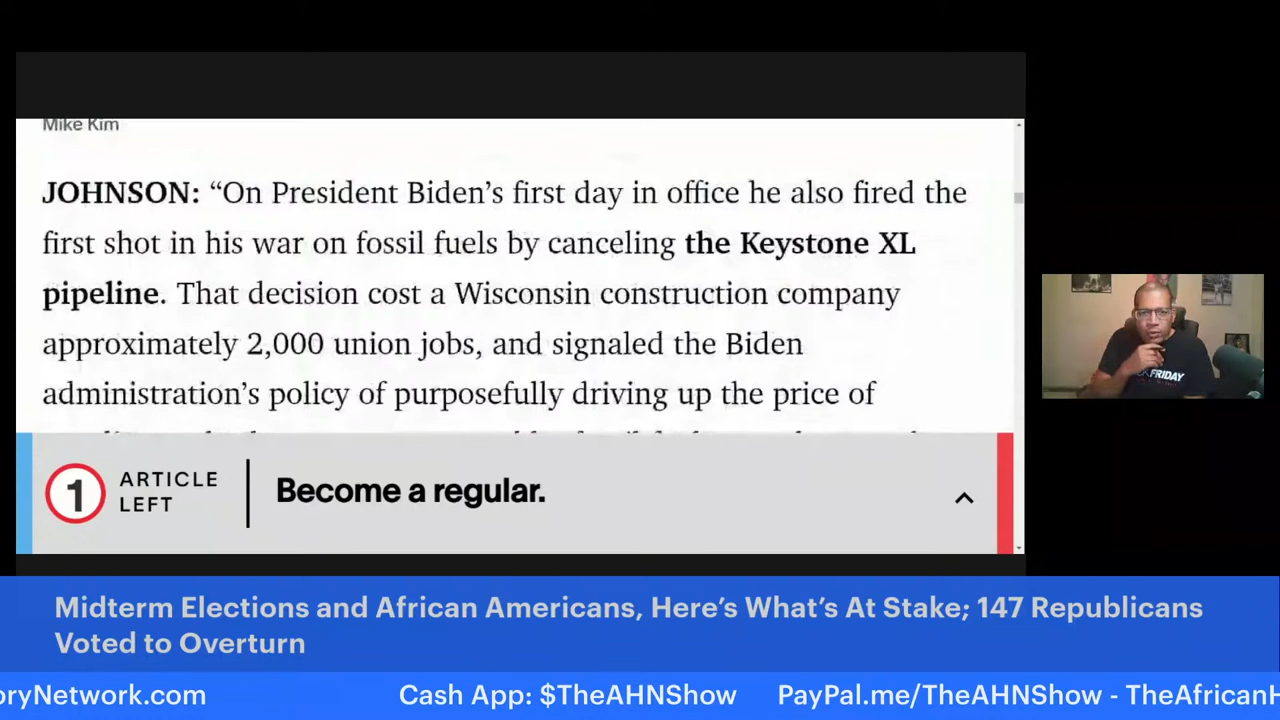 Mike Kim
JOHNSON: “On President Biden’s first day in office he also fired the
first shot in his war on fossil fuels by canceling the Keystone XL
pipeline. That decision cost a Wisconsin construction company
approximately 2,000 union jobs, and signaled the Biden
administration’s policy of purposefully driving up the price of
1
ARTICLE
LEFT
Become a regular.
FRIDAY
Midterm Elections and African Americans, Here’s What’s At Stake; 147 Republicans
Voted to Overturn
oryNetwork.com Cash App: $TheAHNShow PayPal.me/TheAHNShow - TheAfricanH